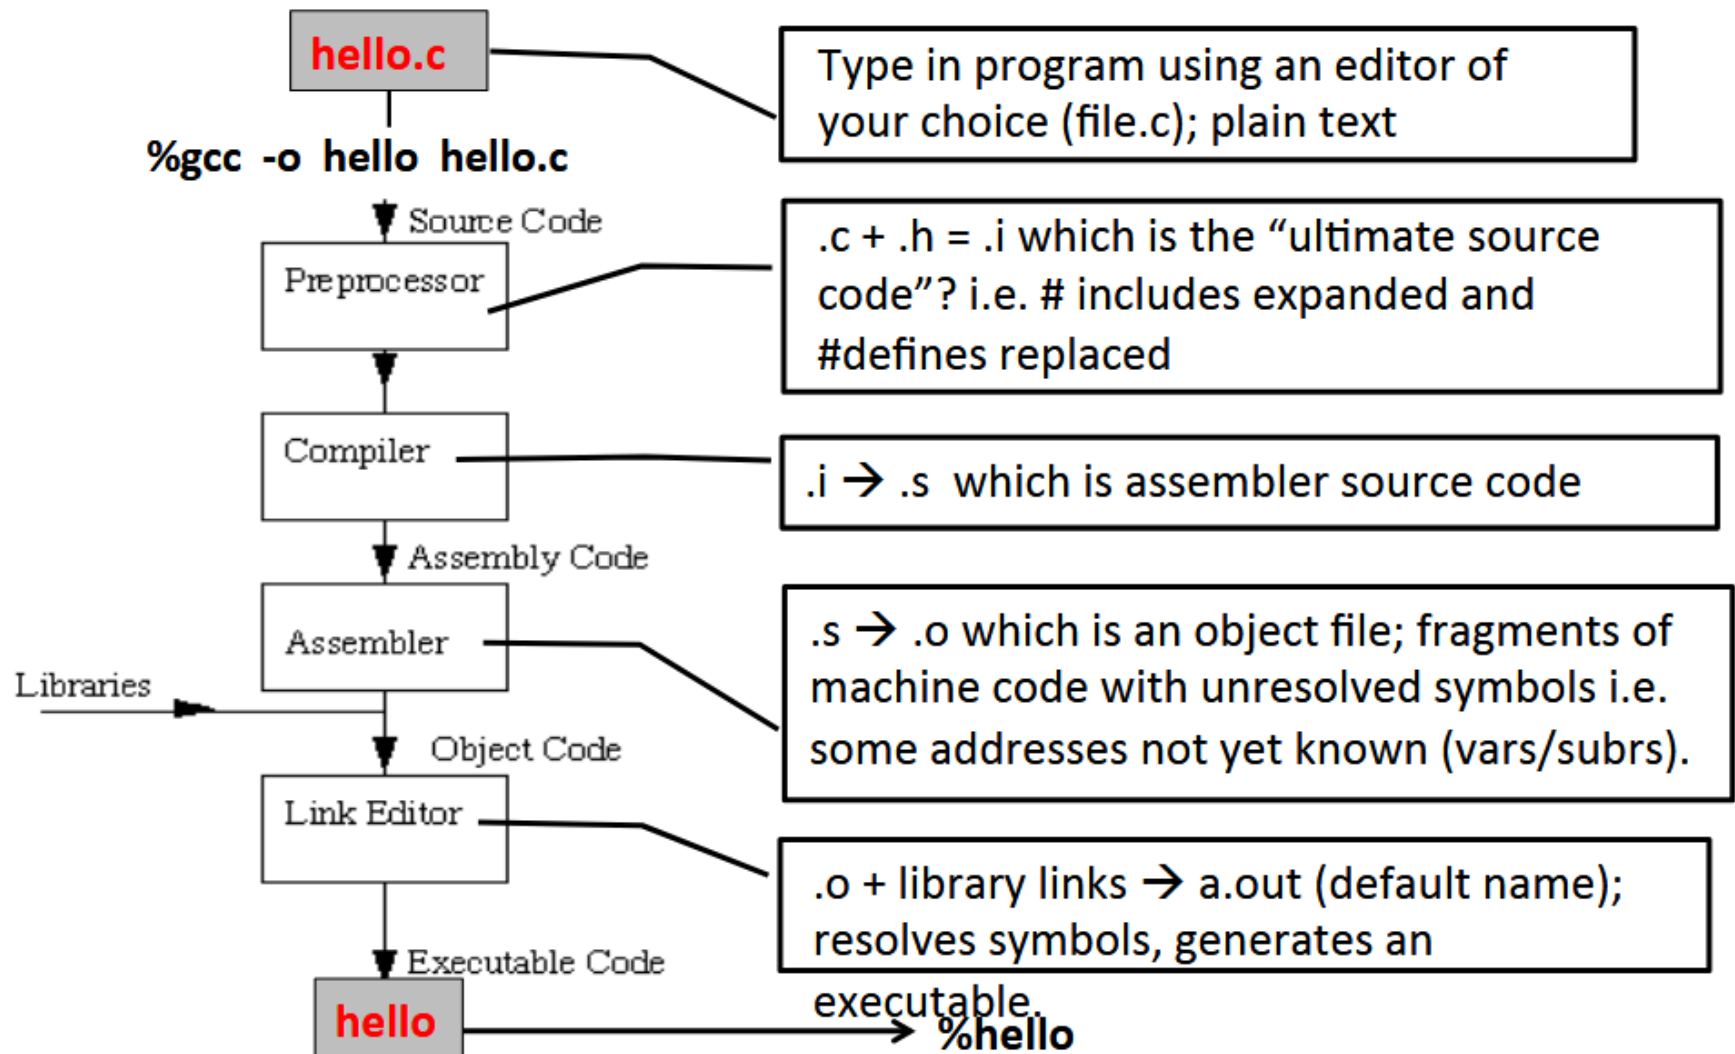 hello.c
Type in program using an editor of
your choice (file.c); plain text
%gcc -o hello hello.c
Source Code
Preprocessor
.c + .h = .i which is the “ultimate source
code”? i.e. # includes expanded and
#defines replaced
Compiler
.i → .s which is assembler source code
Assembly Code
Assembler
.s → .o which is an object file; fragments of
machine code with unresolved symbols i.e.
some addresses not yet known (vars/subrs).
Libraries
Object Code
Link Editor
.o + library links → a.out (default name);
resolves symbols, generates an
executable.
Executable Code
hello
%hello